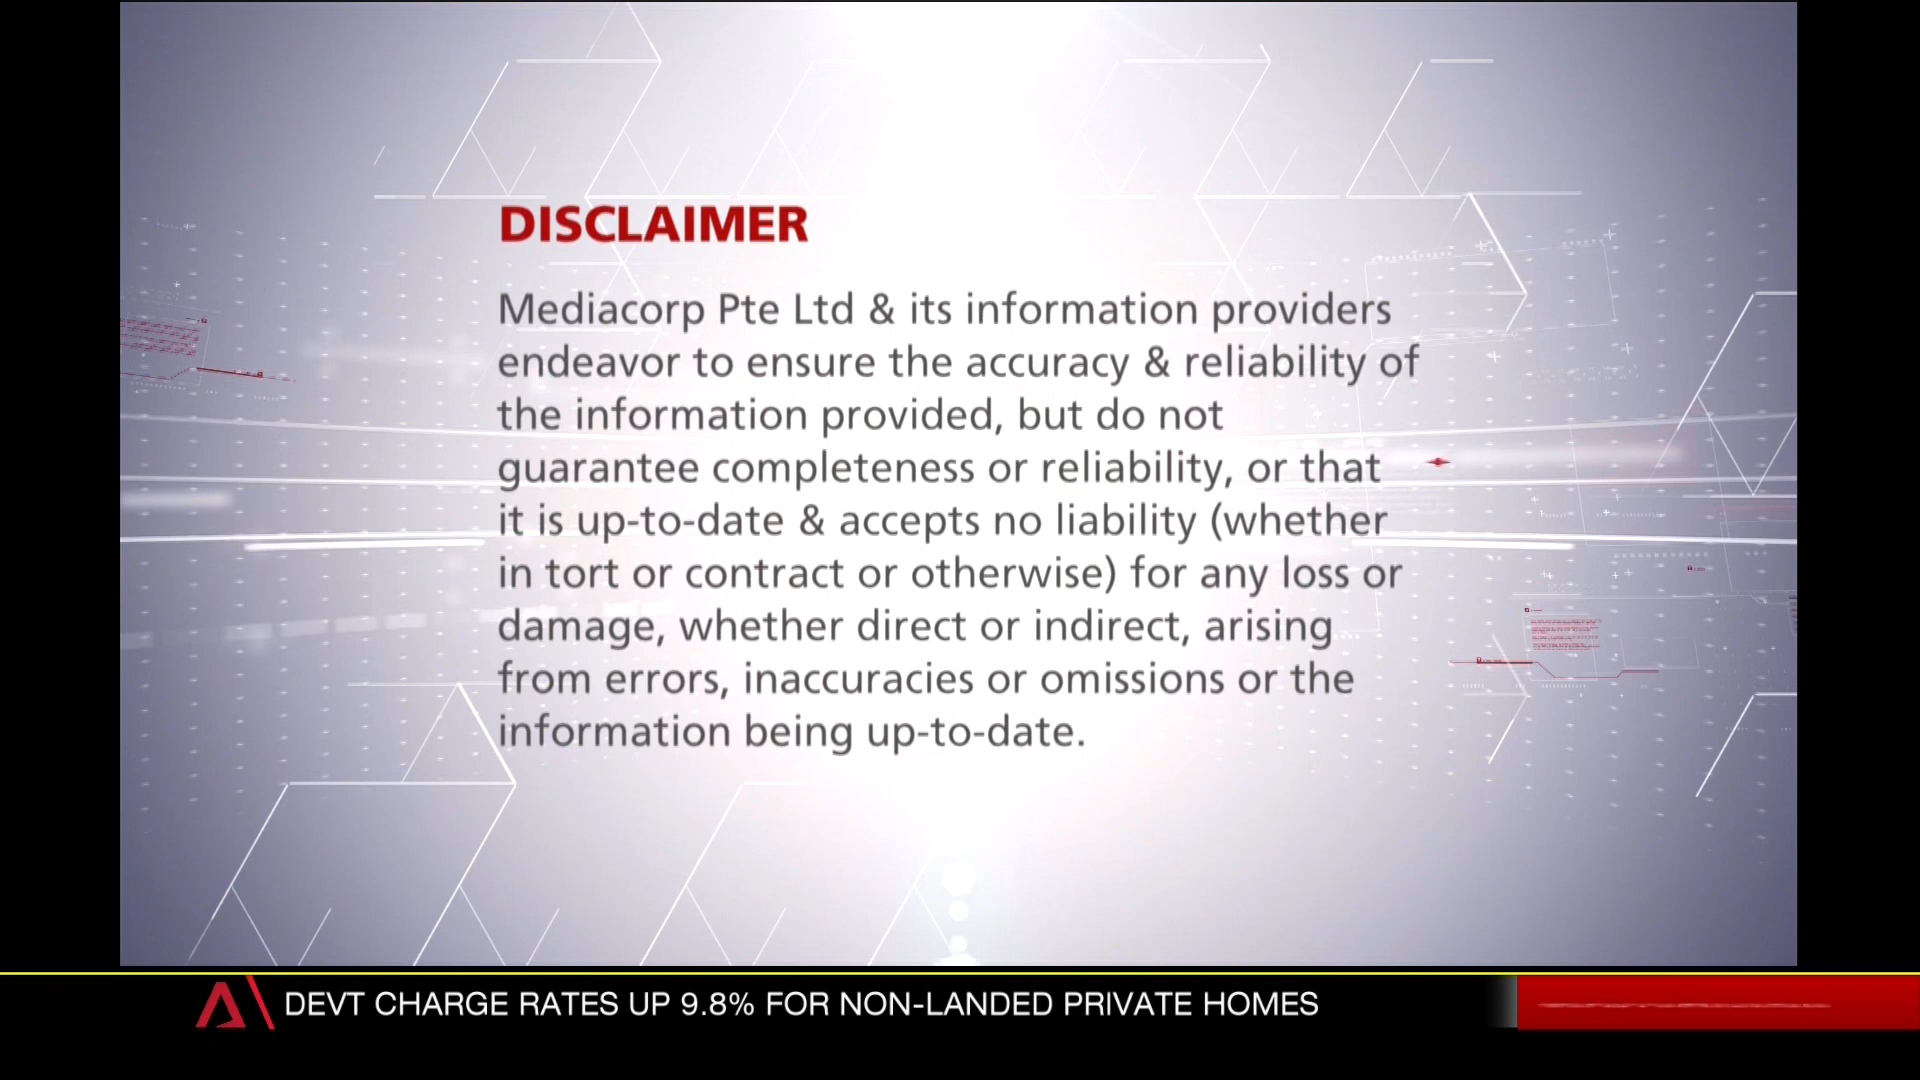 DISCLAIMER
Mediacorp Pte Ltd & its information providers
endeavor to ensure the accuracy & reliability of
the information provided, but do not
guarantee completeness or reliability, or that
it is up-to-date & accepts no liability (whether
in tort or contract or otherwise) for any loss or
damage, whether direct or indirect, arising
from errors, inaccuracies or omissions or the
information being up-to-date.
DEVT CHARGE RATES UP 9.8% FOR NON-LANDED PRIVATE HOMES